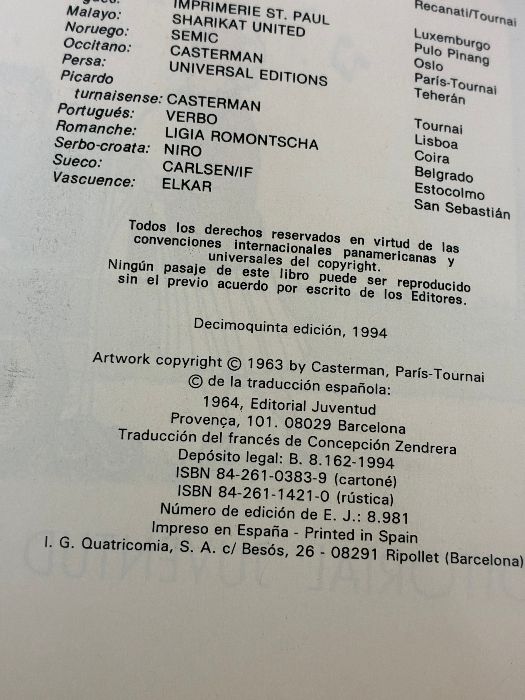 IMPRIMERIE ST. PAUL Recanati/Tournai
Malayo: SHARIKAT UNITED Luxemburgo
Noruego: SEMIC Pulo Pinang
Occitano: CASTERMAN Oslo
Persa: UNIVERSAL EDITIONS París-Tournai
Picardo Teherán
turnaisense: CASTERMAN Tournai
Portugués: VERBO Lisboa
Romanche: LIGIA ROMONTSCHA Coira
Serbo-croata: NIRO Belgrado
Sueco: CARLSEN/IF Estocolmo
Vascuence: ELKAR San Sebastián
Todos los derechos reservados en virtud de las
convenciones internacionales panamericanas y
universales del copyright.
Ningún pasaje de este libro puede ser reproducido
sin el previo acuerdo por escrito de los Editores.
Decimoquinta edición, 1994
Artwork copyright © 1963 by Casterman, París-Tournai
© de la traducción española:
1964, Editorial Juventud
Provença, 101. 08029 Barcelona
Traducción del francés de Concepción Zendrera
Depósito legal: B. 8.162-1994
ISBN 84-261-0383-9 (cartoné)
ISBN 84-261-1421-0 (rústica)
Número de edición de E. J.: 8.981
Impreso en España - Printed in Spain
I. G. Quatricomia, S. A. c/ Besós, 26 - 08291 Ripollet (Barcelona)